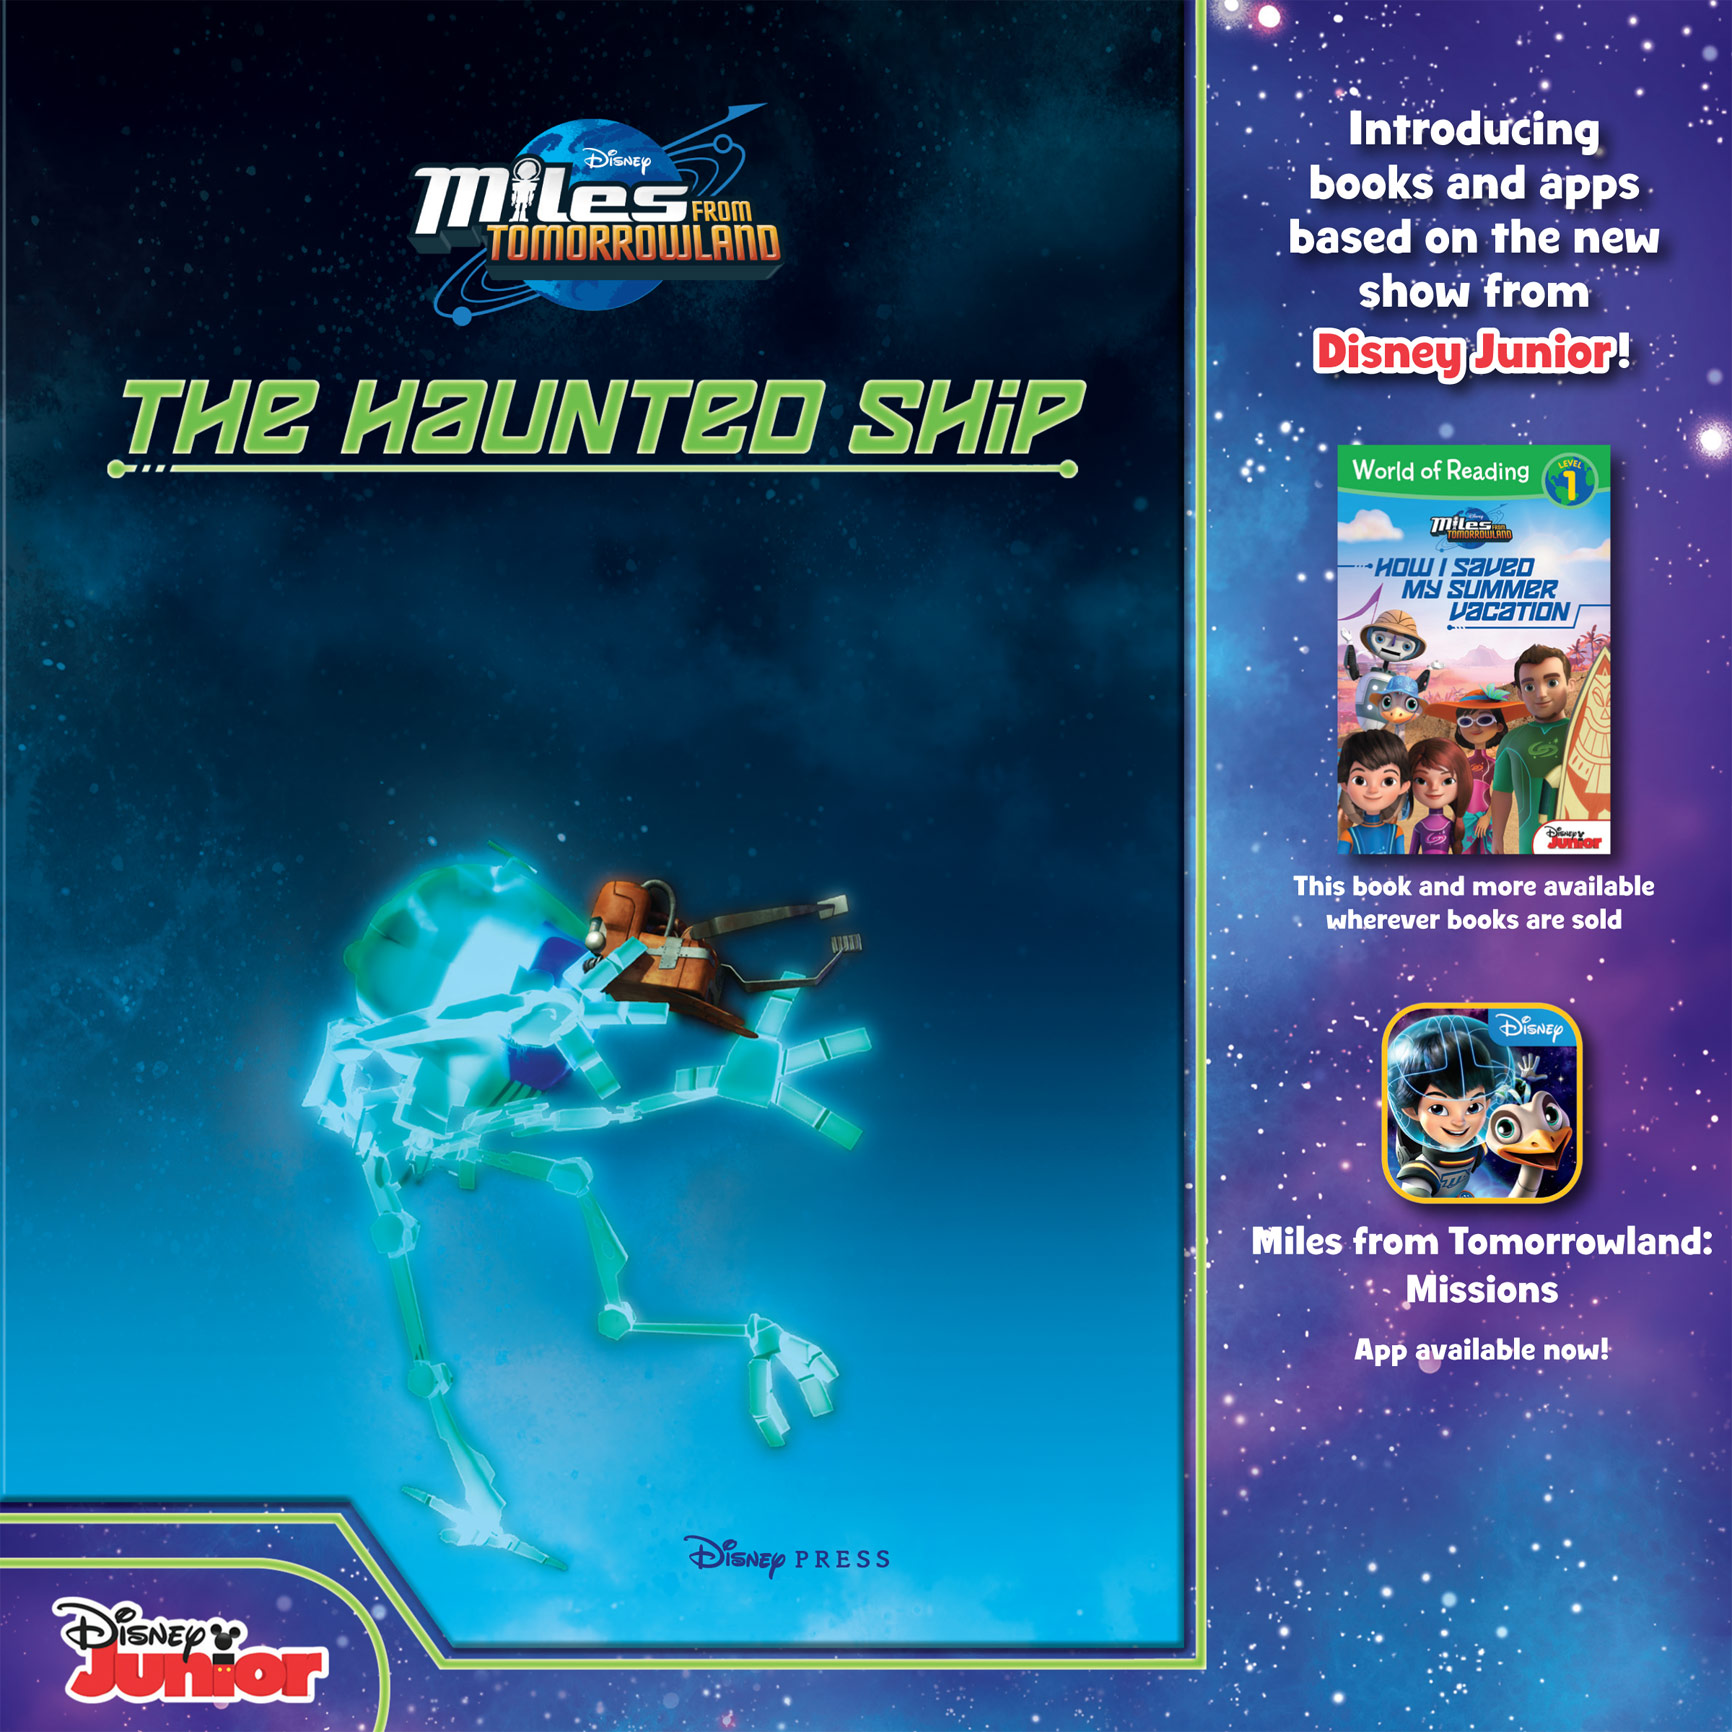 Disney
Miles FROM
TOMORROWLAND
THE HAUNTED SHIP
Disney PRESS
Disney
Junior
Introducing
books and apps
based on the new
show from
Disney Junior!
World of Reading
LEVEL
1
Disney
Miles FROM
TOMORROWLAND
HOW I SAVED
MY SUMMER
VACATION
Disney
Junior
This book and more available
wherever books are sold
Disney
Miles from Tomorrowland:
Missions
App available now!